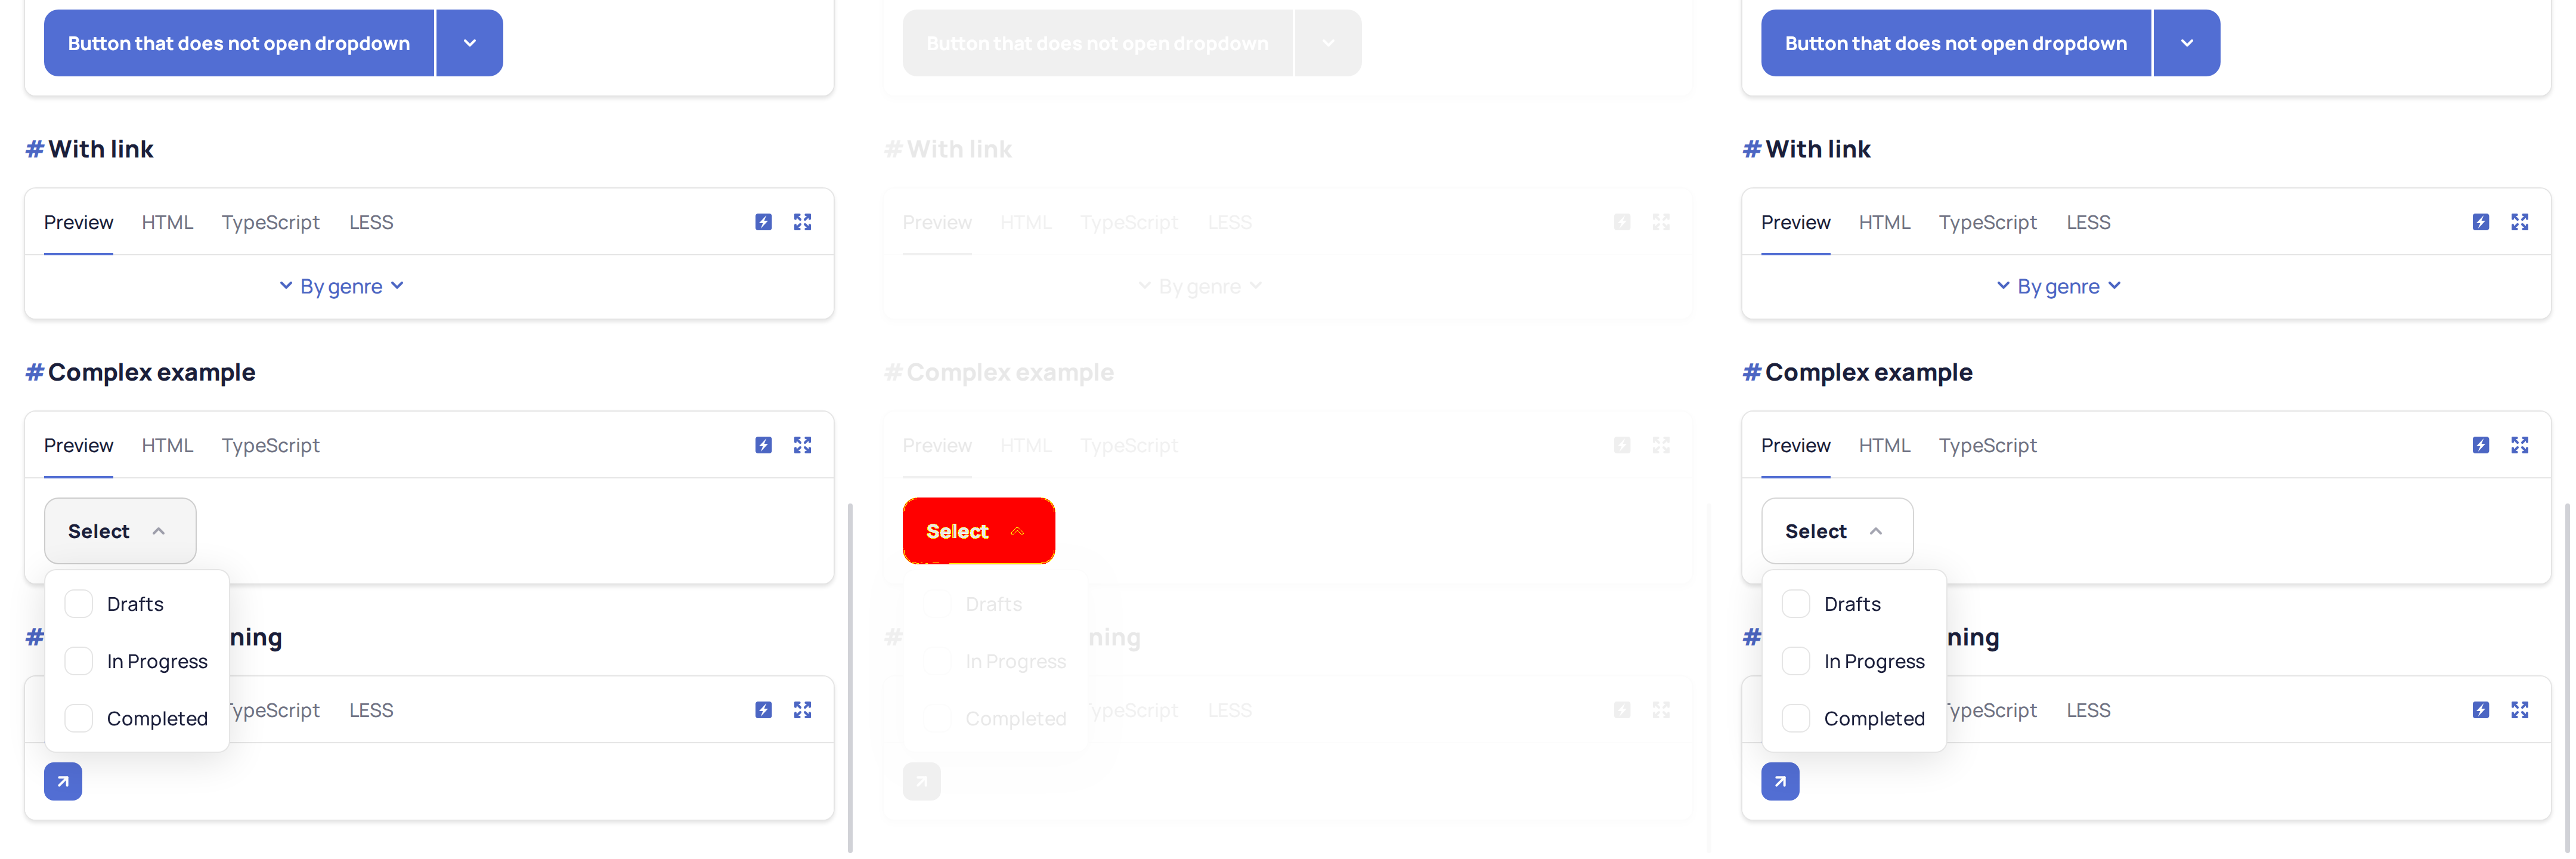 Button that does not open dropdown
# With link
Preview HTML TypeScript LESS
By genre
# Complex example
Preview HTML TypeScript
Select
Drafts
# ning
In Progress
TypeScript LESS
Completed
Button that does not open dropdown
# With link
Preview HTML TypeScript LESS
By genre
# Complex example
Preview HTML TypeScript
Select
Drafts
# ning
In Progress
ypeScript LESS
Completed
Button that does not open dropdown
# With link
Preview HTML TypeScript LESS
By genre
# Complex example
Preview HTML TypeScript
Select
Drafts
# ning
In Progress
TypeScript LESS
Completed